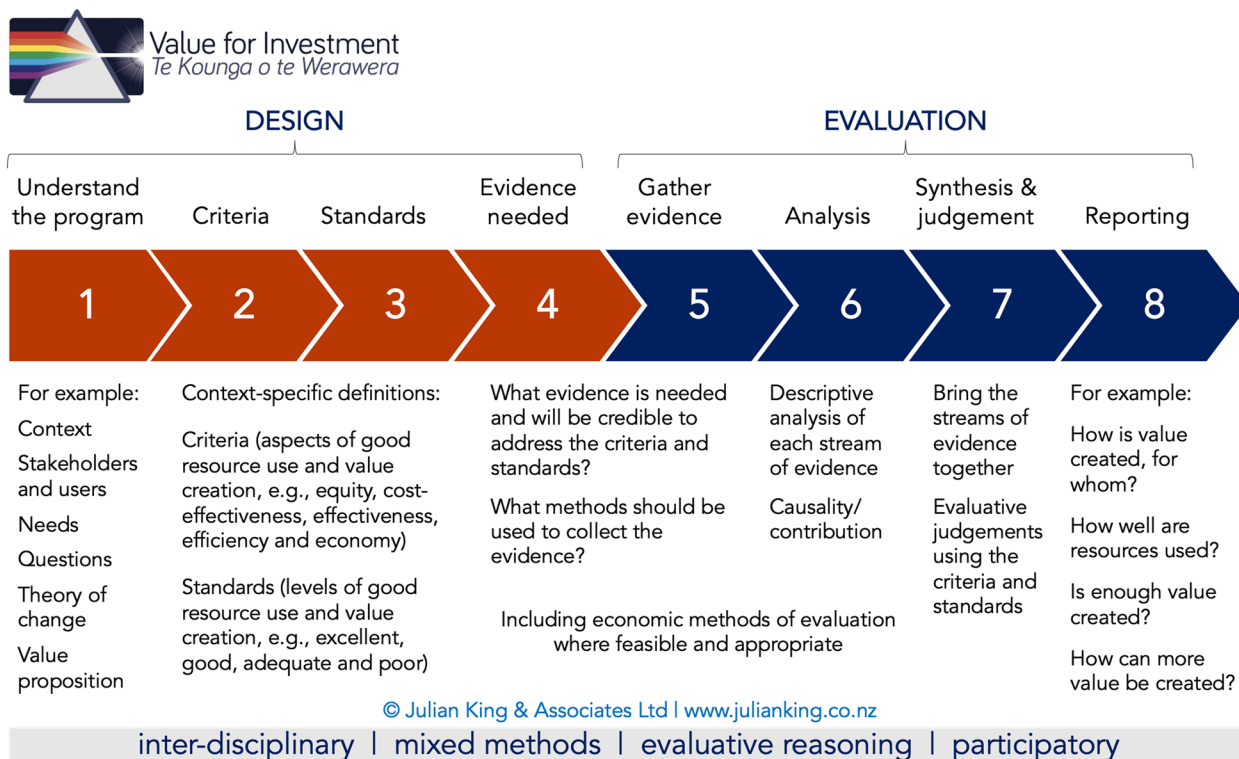 Value for Investment
Te Kounga o te Werawera
DESIGN
EVALUATION
Understand
the program
Criteria
Standards
Evidence
needed
Gather
evidence
Analysis
Synthesis &
judgement
Reporting
1
2
3
4
5
6
7
8
For example:
Context
Stakeholders
and users
Needs
Questions
Theory of
change
Value
proposition
Context-specific definitions:
Criteria (aspects of good
resource use and value
creation, e.g., equity, cost-
effectiveness, effectiveness,
efficiency and economy)
Standards (levels of good
resource use and value
creation, e.g., excellent,
good, adequate and poor)
What evidence is needed
and will be credible to
address the criteria and
standards?
What methods should be
used to collect the
evidence?
Descriptive
analysis of
each stream
of evidence
Causality/
contribution
Including economic methods of evaluation
where feasible and appropriate
Bring the
streams of
evidence
together
Evaluative
judgements
using the
criteria and
standards
For example:
How is value
created, for
whom?
How well are
resources used?
Is enough value
created?
How can more
value be created?
© Julian King & Associates Ltd | www.julianking.co.nz
inter-disciplinary | mixed methods | evaluative reasoning | participatory